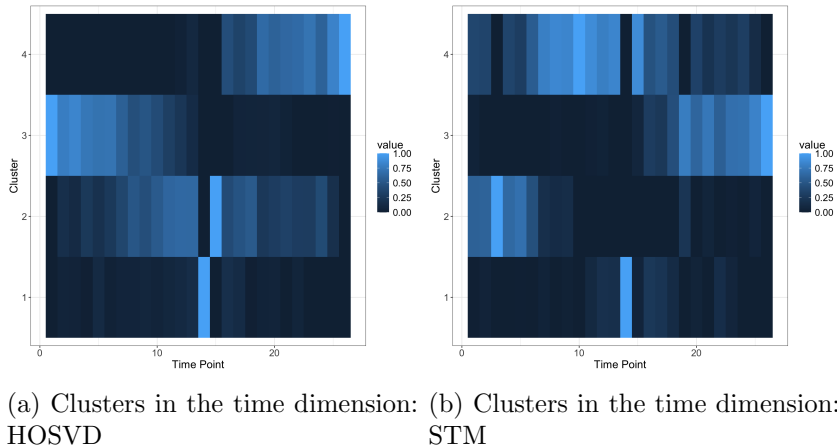 4
3
2
1
Cluster
0
10
20
Time Point
value
1.00
0.75
0.50
0.25
0.00
4
3
2
1
Cluster
0
10
20
Time Point
value
1.00
0.75
0.50
0.25
0.00
(a) Clusters in the time dimension:
HOSVD
(b) Clusters in the time dimension:
STM